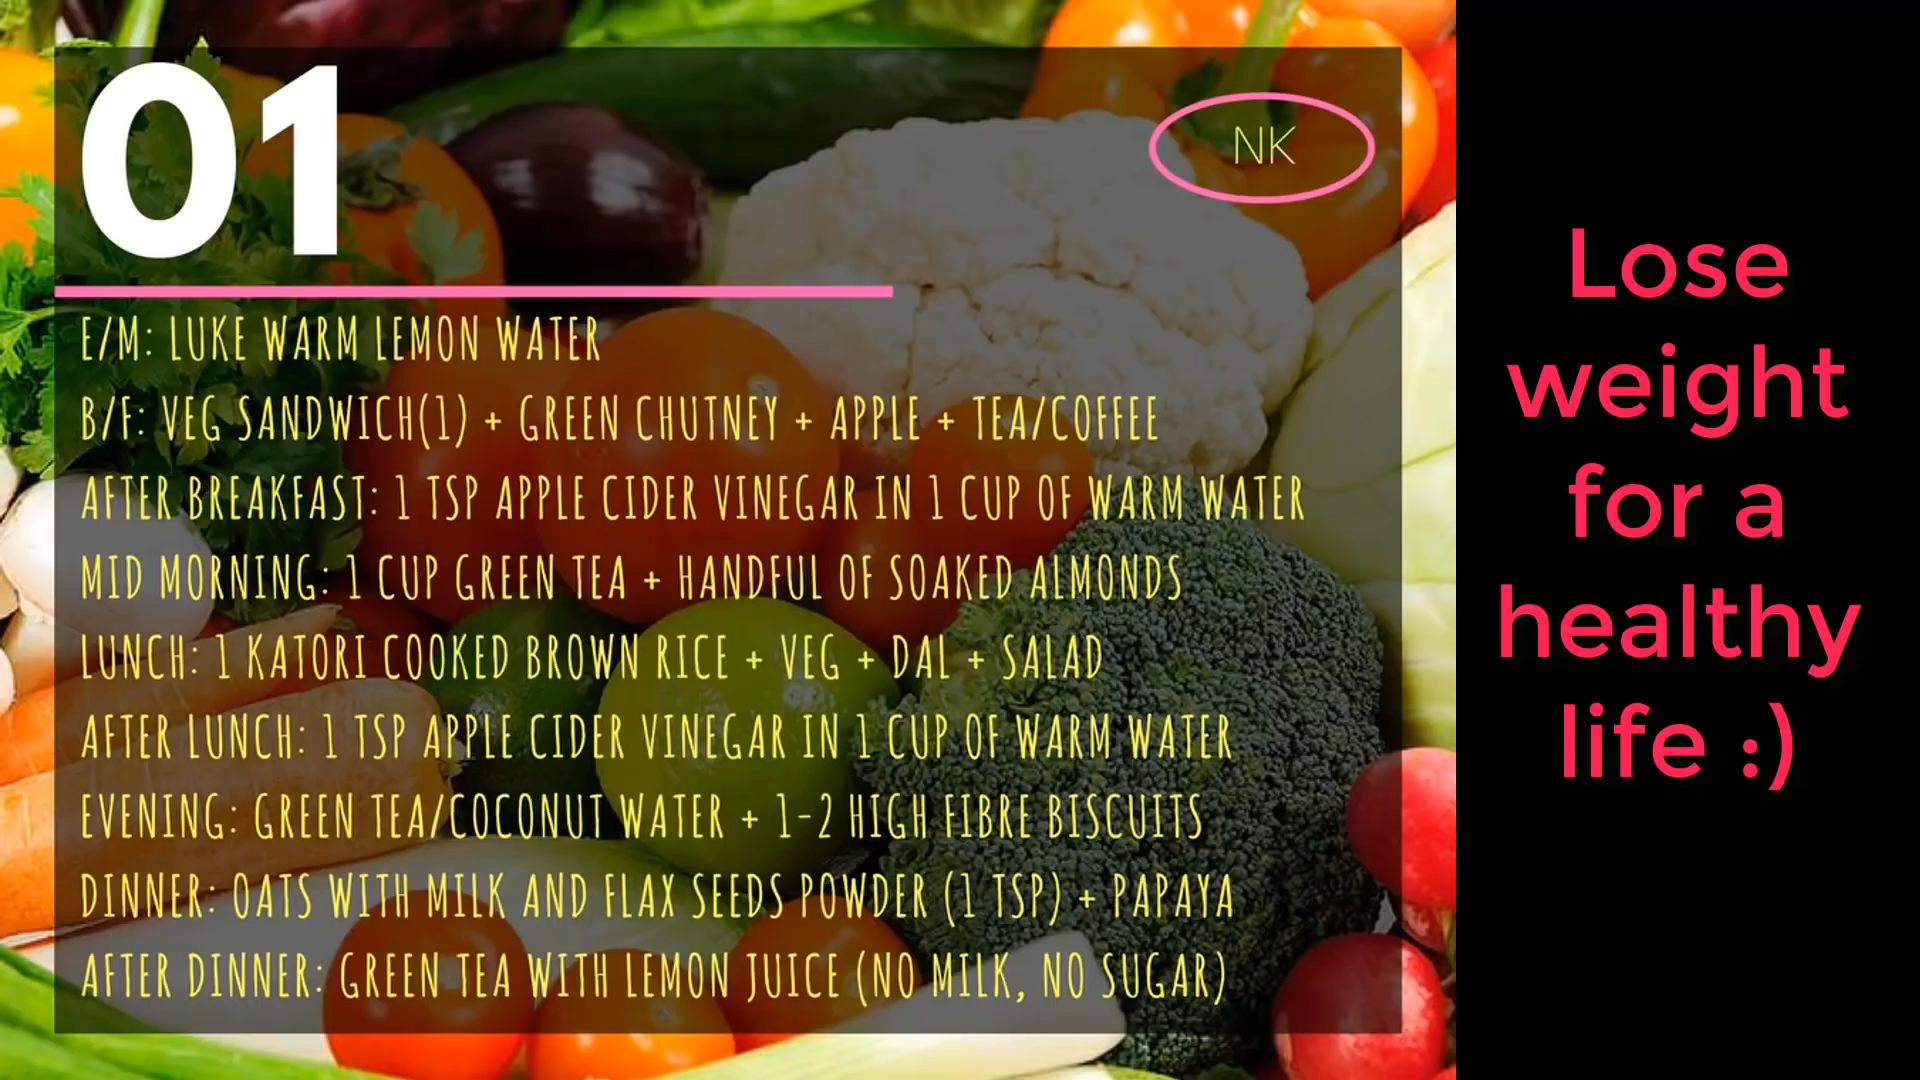 01
NK
E/M: LUKE WARM LEMON WATER
B/F: VEG SANDWICH(1) + GREEN CHUTNEY + APPLE + TEA/COFFEE
AFTER BREAKFAST: 1 TSP APPLE CIDER VINEGAR IN 1 CUP OF WARM WATER
MID MORNING: 1 CUP GREEN TEA + HANDFUL OF SOAKED ALMONDS
LUNCH: 1 KATORI COOKED BROWN RICE + VEG + DAL + SALAD
AFTER LUNCH: 1 TSP APPLE CIDER VINEGAR IN 1 CUP OF WARM WATER
EVENING: GREEN TEA/COCONUT WATER + 1-2 HIGH FIBRE BISCUITS
DINNER: OATS WITH MILK AND FLAX SEEDS POWDER (1 TSP) + PAPAYA
AFTER DINNER: GREEN TEA WITH LEMON JUICE (NO MILK, NO SUGAR)
Lose
weight
for a
healthy
life :)